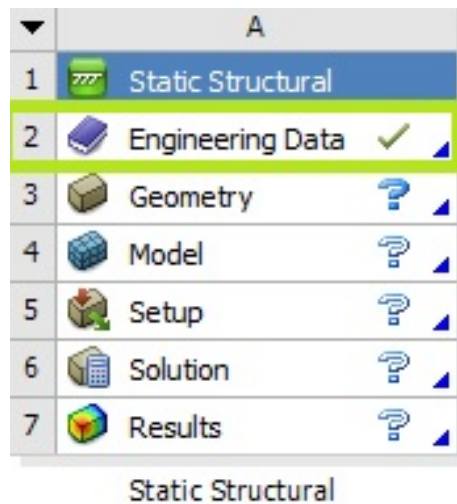 A
1 Static Structural
2 Engineering Data
3 Geometry ?
4 Model ?
5 Setup ?
6 Solution ?
7 Results ?
Static Structural